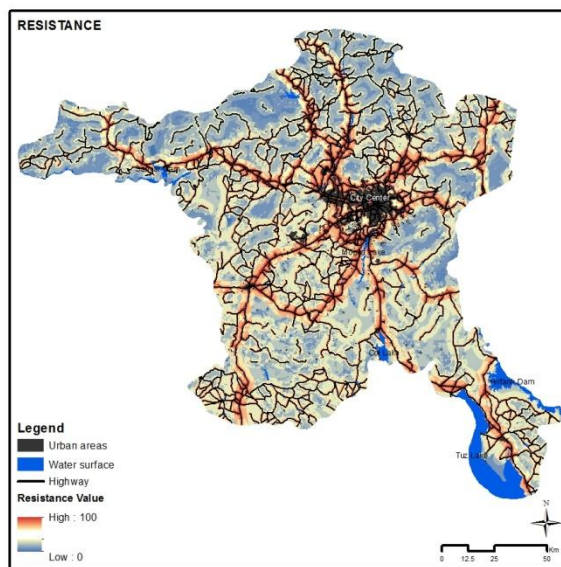 RESISTANCE
City Center
Tuz Lake
Legend
Urban areas
Water surface
Highway
Resistance Value
High : 100
Low : 0
N
0 12.5 25 50
Km